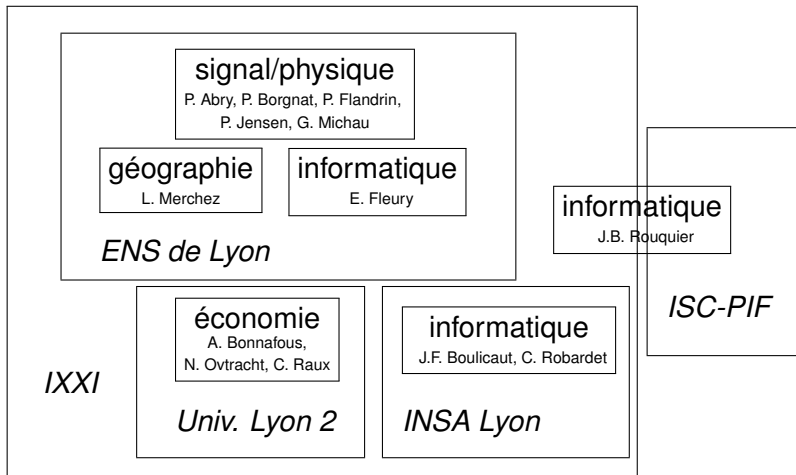 signal/physique
P. Abry, P. Borgnat, P. Flandrin,
P. Jensen, G. Michau
géographie
L. Merchez
informatique
E. Fleury
ENS de Lyon
informatique
J.B. Rouquier
ISC-PIF
économie
A. Bonnafous,
N. Ovtracht, C. Raux
Univ. Lyon 2
informatique
J.F. Boulicaut, C. Robardet
INSA Lyon
IXXI